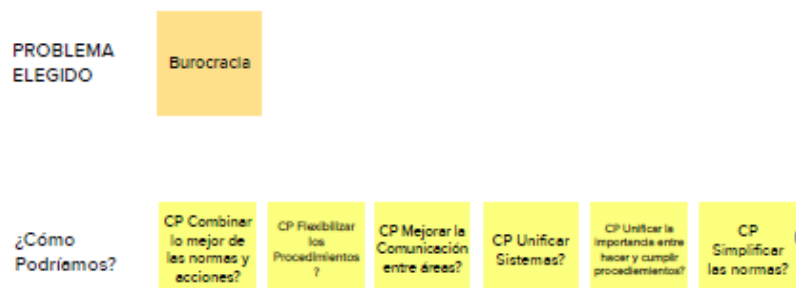 PROBLEMA
ELEGIDO
Burocracia
¿Cómo
Podríamos?
CP Combinar
lo mejor de
las normas y
acciones?
CP Flexibilizar
los
Procedimientos
?
CP Mejorar la
Comunicación
entre áreas?
CP Unificar
Sistemas?
CP Unificar la
importancia entre
hacer y cumplir
procedemientos?
CP
Simplificar
las normas?